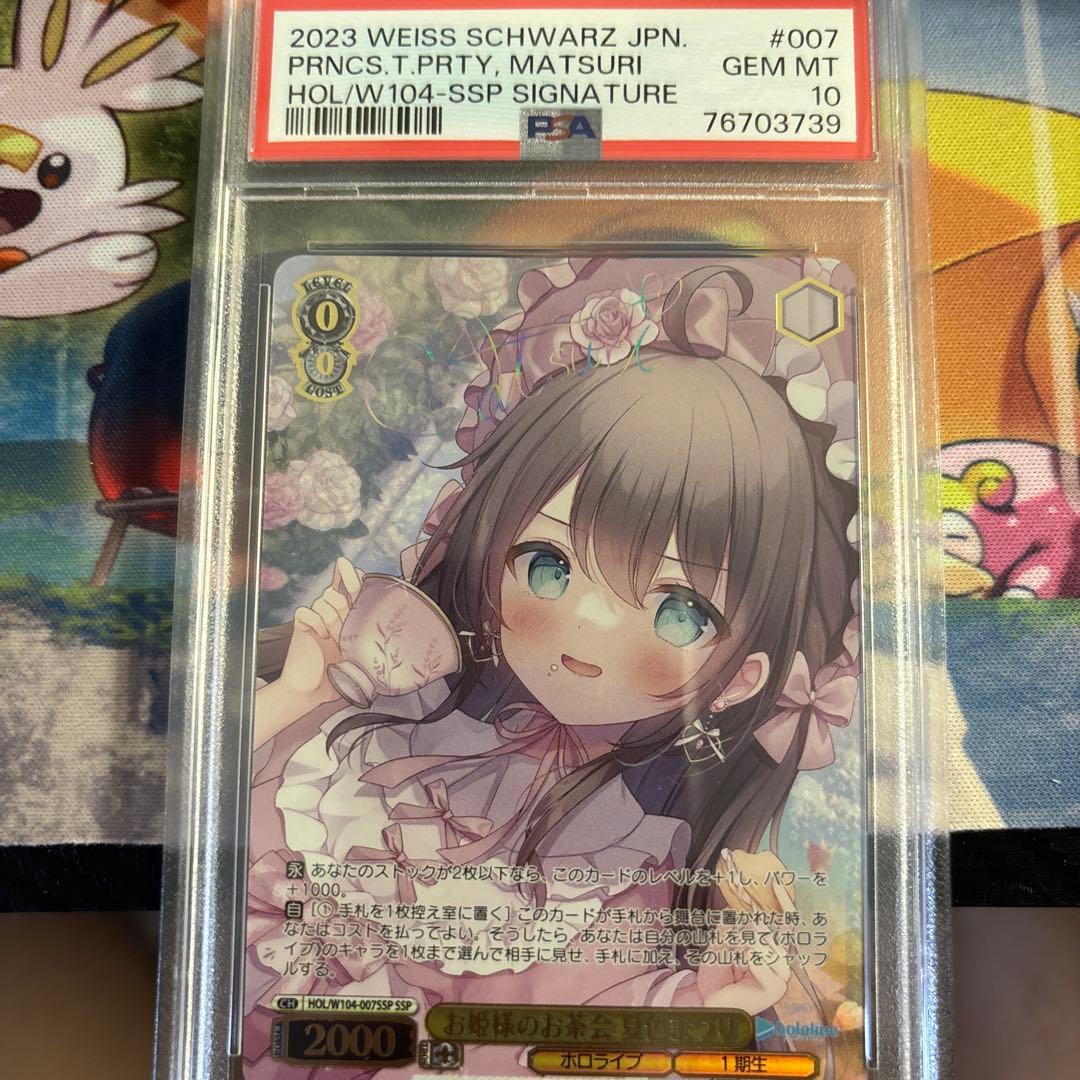 2023 WEISS SCHWARZ JPN. #007
PRNCS.T.PRTY, MATSURI GEM MT
HOL/W104-SSP SIGNATURE 10
PSA 76703739
LEVEL
0
0
COST
Matsuri
永 あなたのストックが2枚以下なら、このカードのレベルを+1し、パワーを
+1000。
自 [① 手札を1枚控え室に置く] このカードが手札から舞台に置かれた時、あ
なたはコストを払ってよい。そうしたら、あなたは自分の山札を見て《ホロラ
イブ》のキャラを1枚まで選んで相手に見せ、手札に加え、その山札をシャッフ
ルする。
CH HOL/W104-007SSP SSP
POWER 2000 お姫様のお茶会 夏色まつり hololive
ホロライブ 1期生